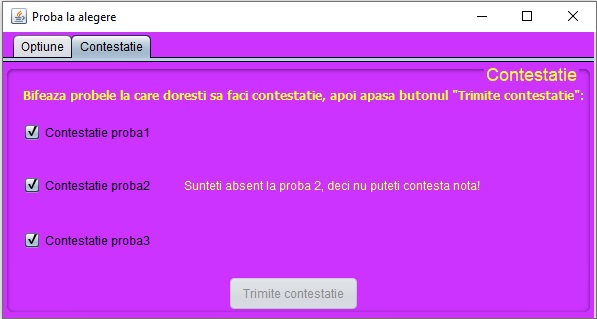 Proba la alegere
Optiune Contestatie
Contestatie
Bifeaza probele la care doresti sa faci contestatie, apoi apasa butonul "Trimite contestatie":
Contestatie proba1
Contestatie proba2 Sunteti absent la proba 2, deci nu puteti contesta nota!
Contestatie proba3
Trimite contestatie